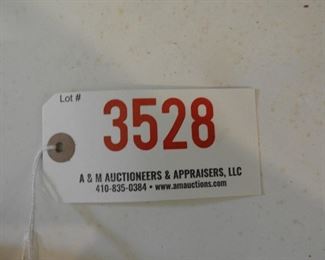 Lot #
3528
A & M AUCTIONEERS & APPRAISERS, LLC
410-835-0384 • www.amauctions.com